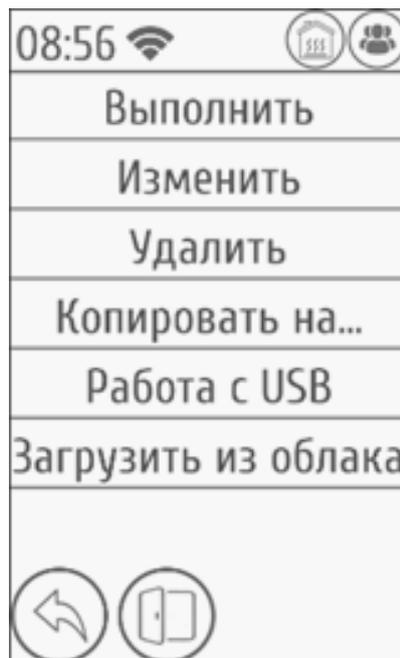 08:56
Выполнить
Изменить
Удалить
Копировать на...
Работа с USB
Загрузить из облака